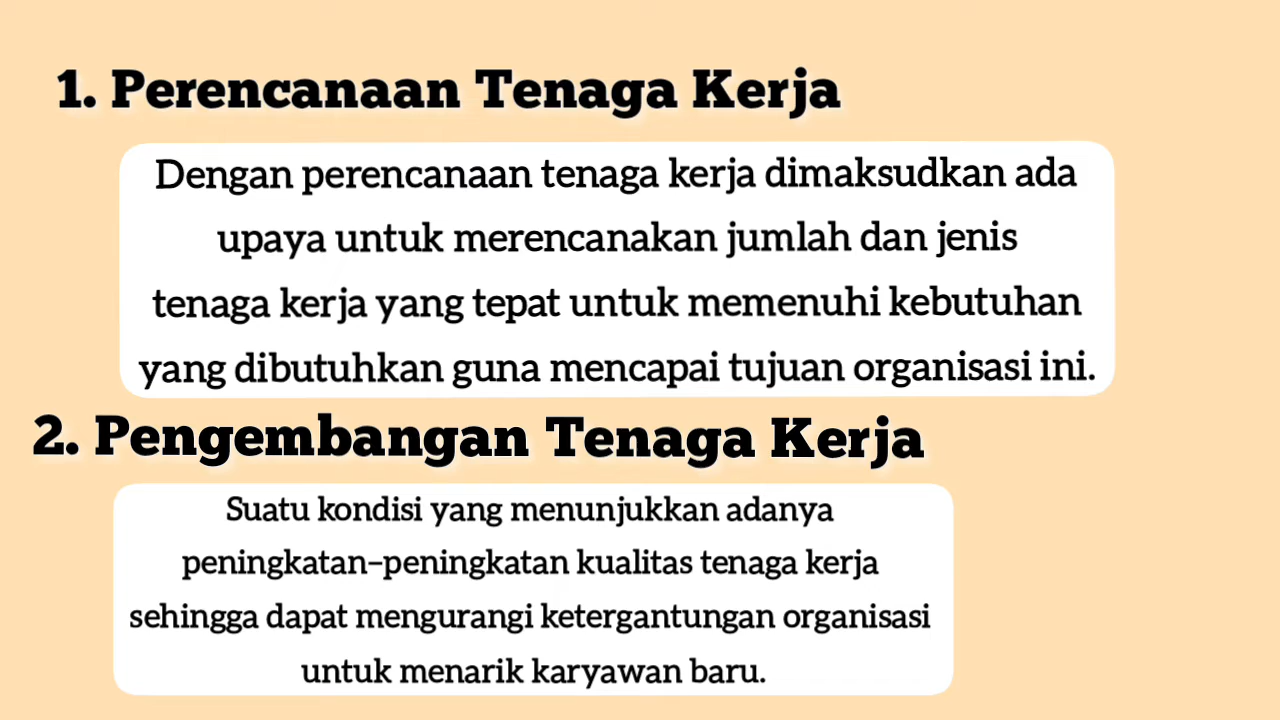 1. Perencanaan Tenaga Kerja
Dengan perencanaan tenaga kerja dimaksudkan ada
upaya untuk merencanakan jumlah dan jenis
tenaga kerja yang tepat untuk memenuhi kebutuhan
yang dibutuhkan guna mencapai tujuan organisasi ini.
2. Pengembangan Tenaga Kerja
Suatu kondisi yang menunjukkan adanya
peningkatan–peningkatan kualitas tenaga kerja
sehingga dapat mengurangi ketergantungan organisasi
untuk menarik karyawan baru.